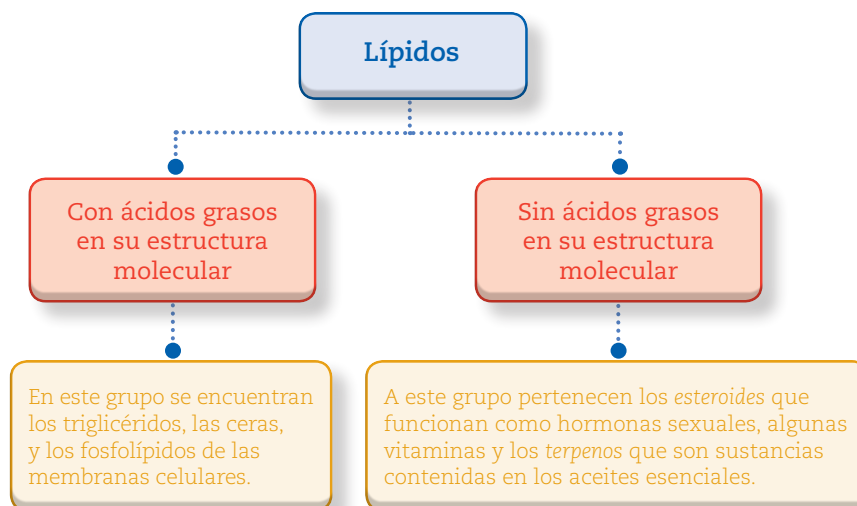 Lípidos
Con ácidos grasos
en su estructura
molecular
Sin ácidos grasos
en su estructura
molecular
En este grupo se encuentran
los triglicéridos, las ceras,
y los fosfolípidos de las
membranas celulares.
A este grupo pertenecen los esteroides que
funcionan como hormonas sexuales, algunas
vitaminas y los terpenos que son sustancias
contenidas en los aceites esenciales.